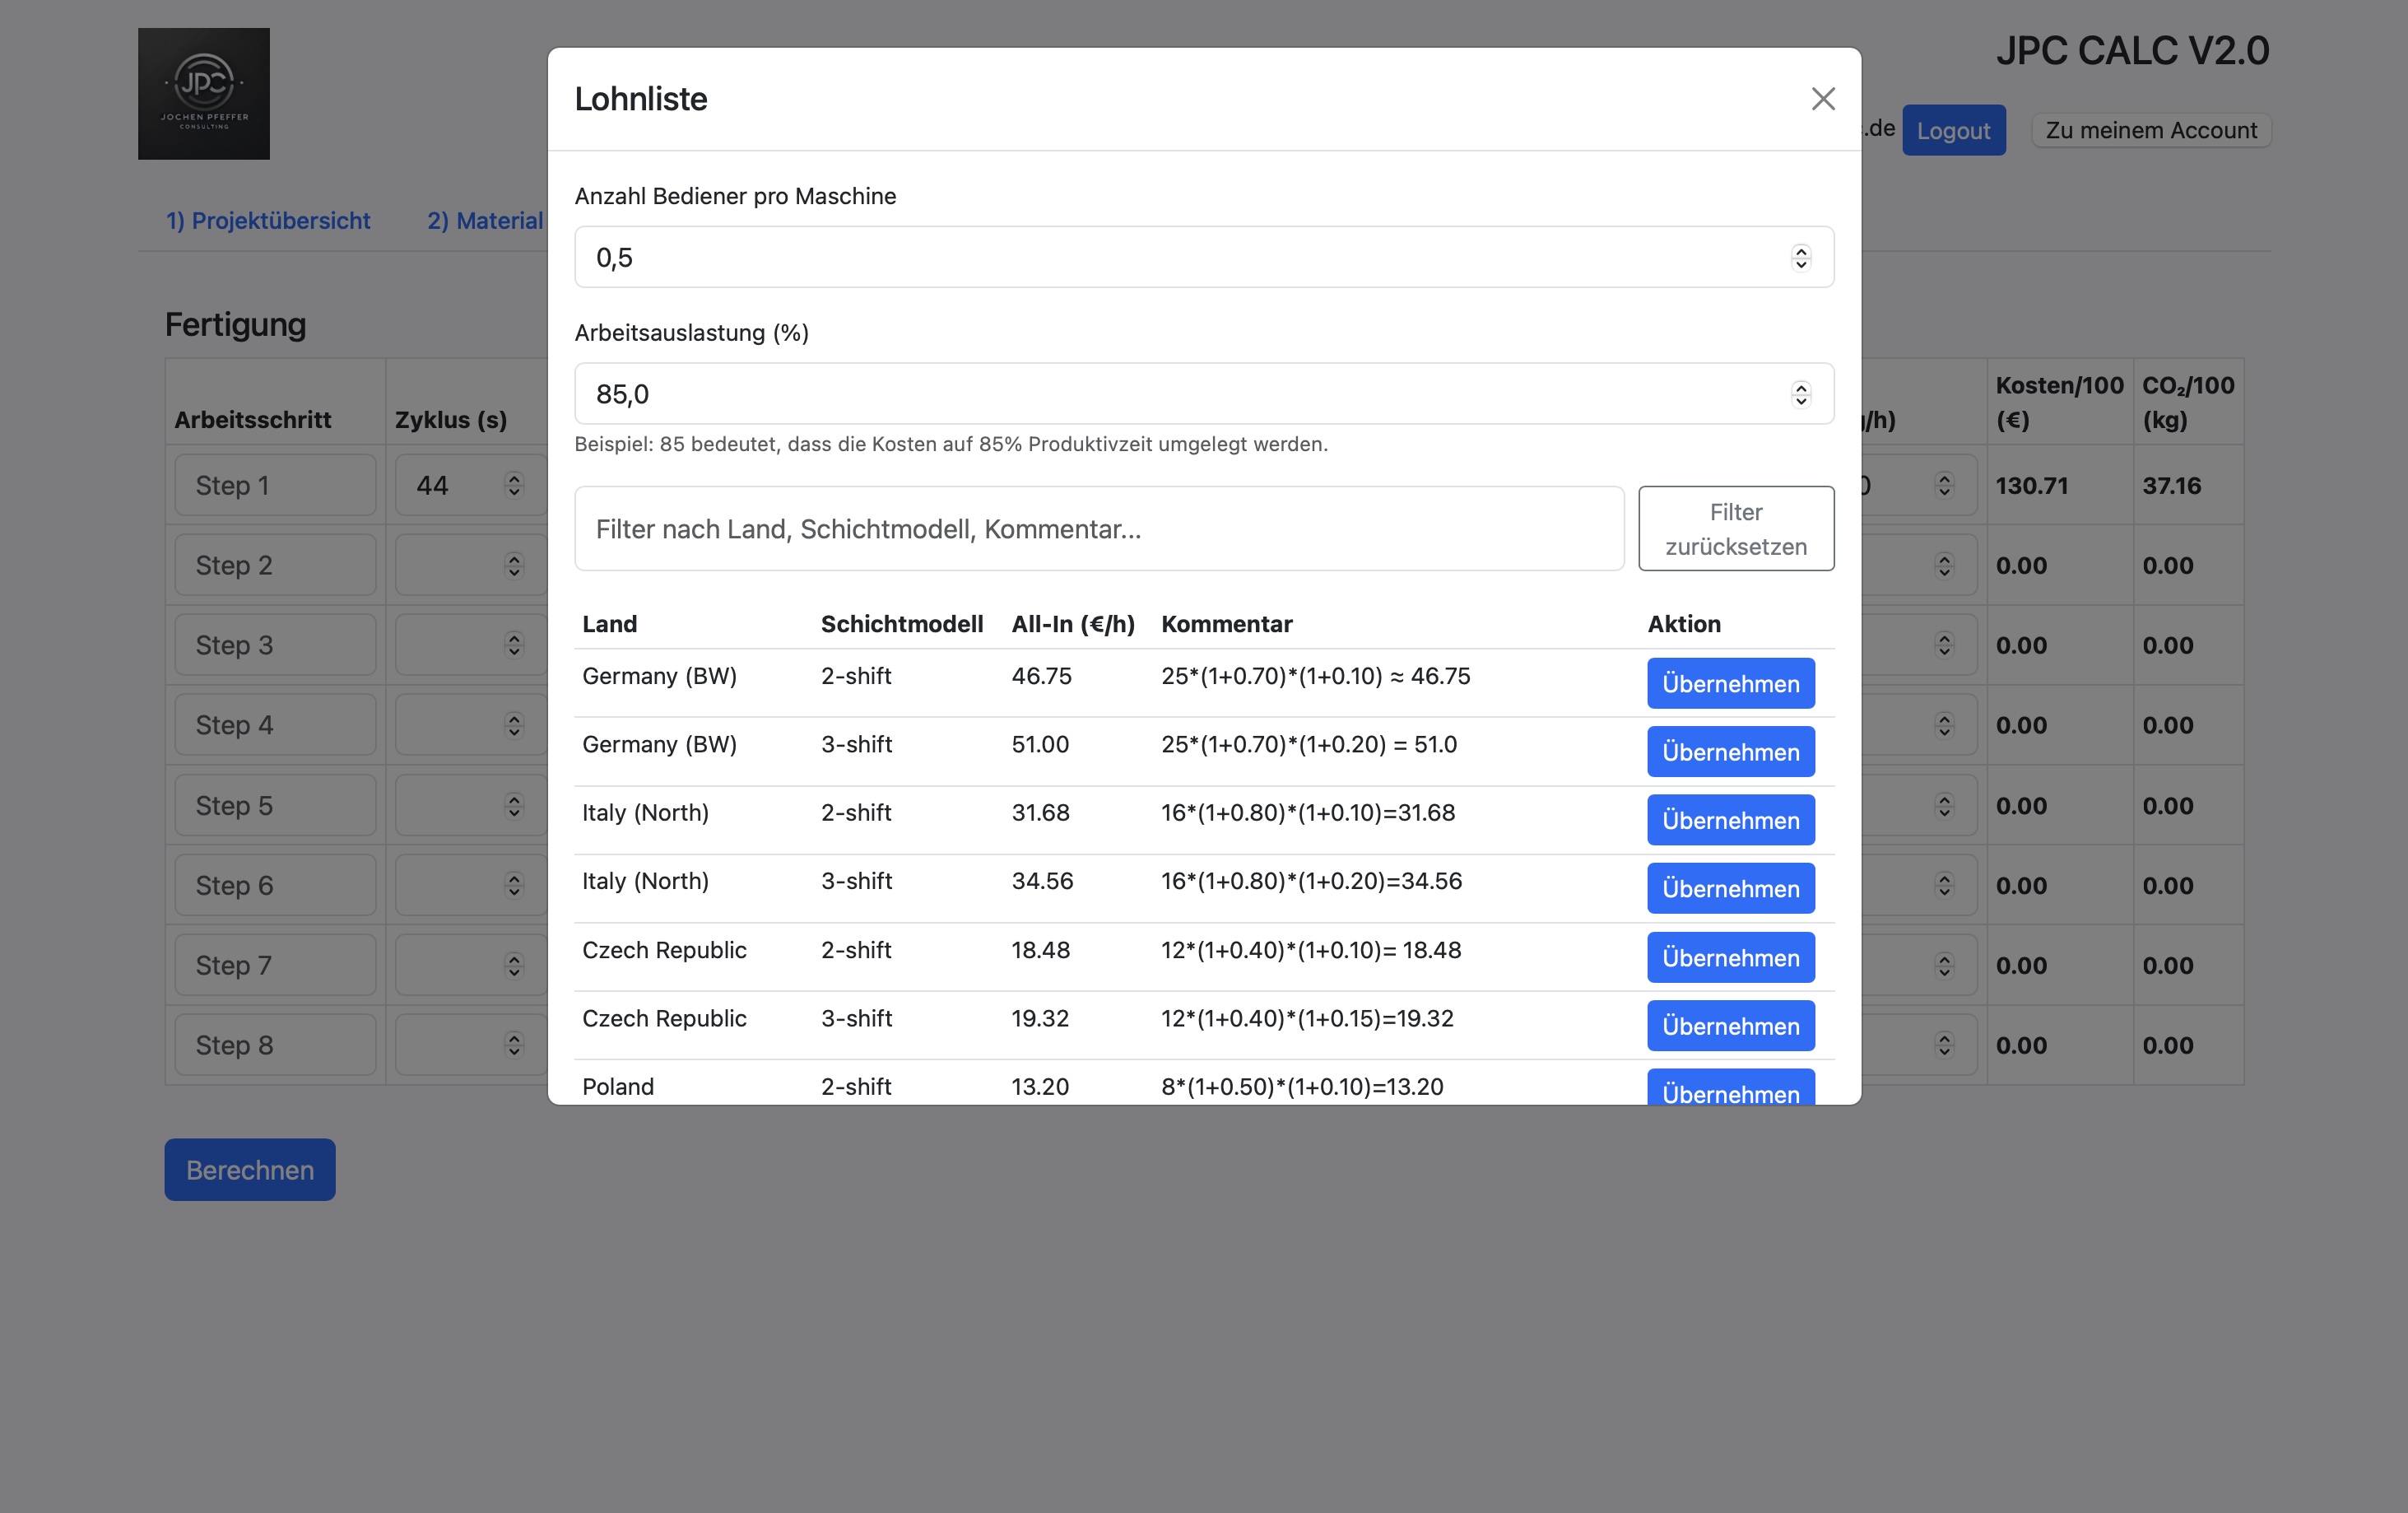 JPC
JOCHEN PFEFFER
CONSULTING
JPC CALC V2.0
.de
Logout
Zu meinem Account
1) Projektübersicht
2) Material
Fertigung
Arbeitsschritt
Zyklus (s)
/h)
Kosten/100 (€)
CO₂/100 (kg)
Step 1
44
0
130.71
37.16
Step 2
0.00
0.00
Step 3
0.00
0.00
Step 4
0.00
0.00
Step 5
0.00
0.00
Step 6
0.00
0.00
Step 7
0.00
0.00
Step 8
0.00
0.00
Berechnen
Lohnliste
Anzahl Bediener pro Maschine
0,5
Arbeitsauslastung (%)
85,0
Beispiel: 85 bedeutet, dass die Kosten auf 85% Produktivzeit umgelegt werden.
Filter nach Land, Schichtmodell, Kommentar...
Filter
zurücksetzen
Land Schichtmodell All-In (€/h) Kommentar Aktion
Germany (BW) 2-shift 46.75 25*(1+0.70)*(1+0.10) ≈ 46.75 Übernehmen
Germany (BW) 3-shift 51.00 25*(1+0.70)*(1+0.20) = 51.0 Übernehmen
Italy (North) 2-shift 31.68 16*(1+0.80)*(1+0.10)=31.68 Übernehmen
Italy (North) 3-shift 34.56 16*(1+0.80)*(1+0.20)=34.56 Übernehmen
Czech Republic 2-shift 18.48 12*(1+0.40)*(1+0.10)= 18.48 Übernehmen
Czech Republic 3-shift 19.32 12*(1+0.40)*(1+0.15)=19.32 Übernehmen
Poland 2-shift 13.20 8*(1+0.50)*(1+0.10)=13.20 Übernehmen